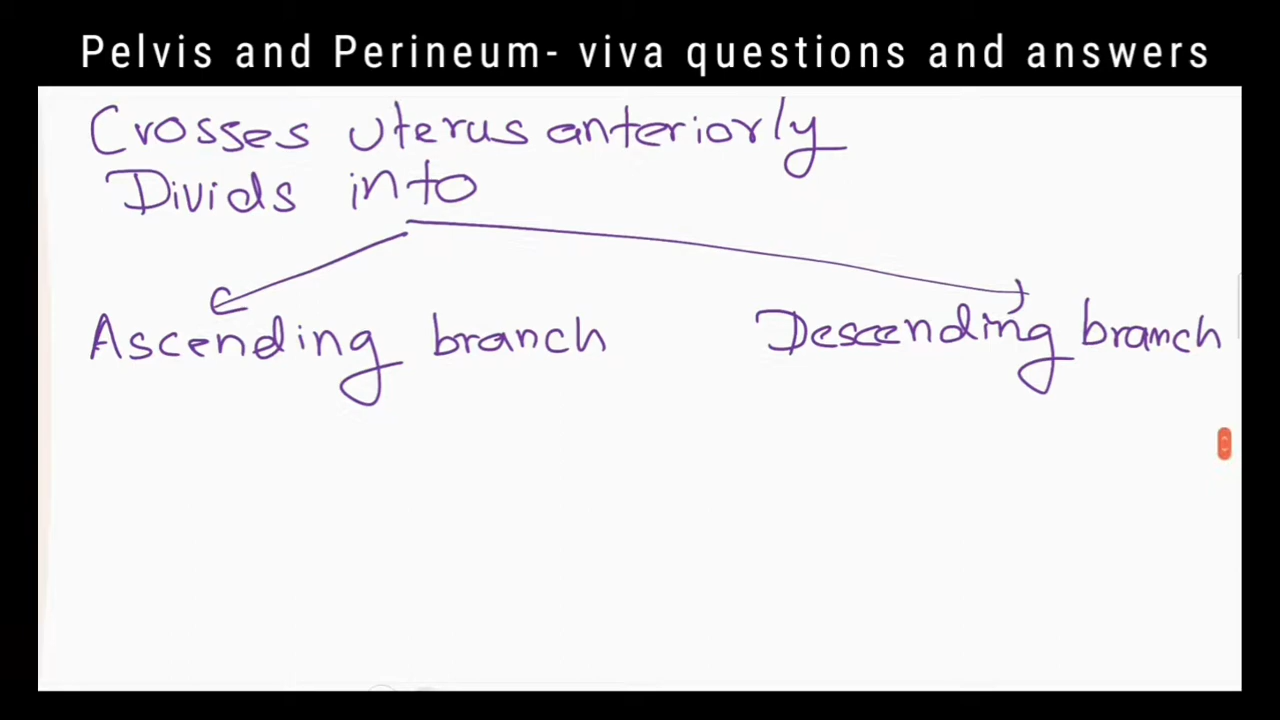 Pelvis and Perineum- viva questions and answers
Crosses uterus anteriorly
Divids into
Ascending branch
Descending branch